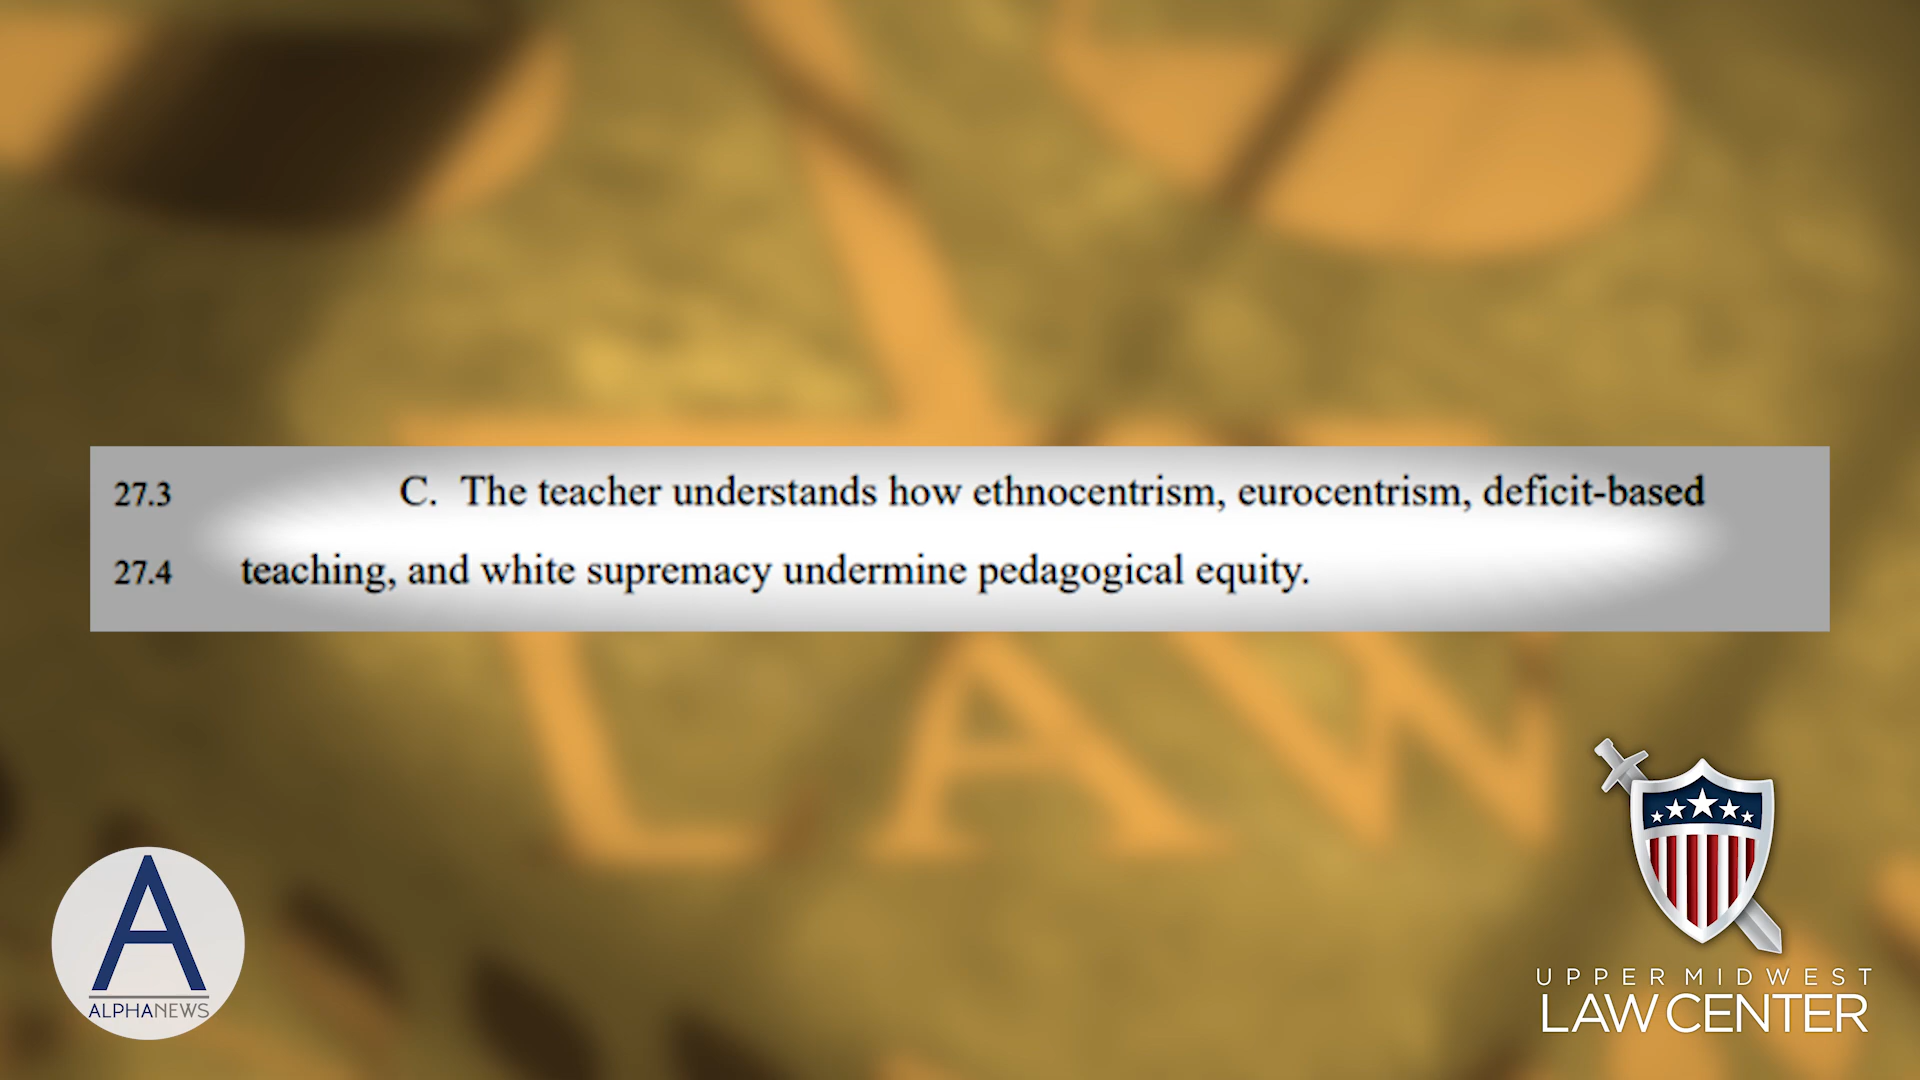 27.3 C. The teacher understands how ethnocentrism, eurocentrism, deficit-based
27.4 teaching, and white supremacy undermine pedagogical equity.
LAW
A
ALPHANEWS
UPPER MIDWEST
LAW CENTER